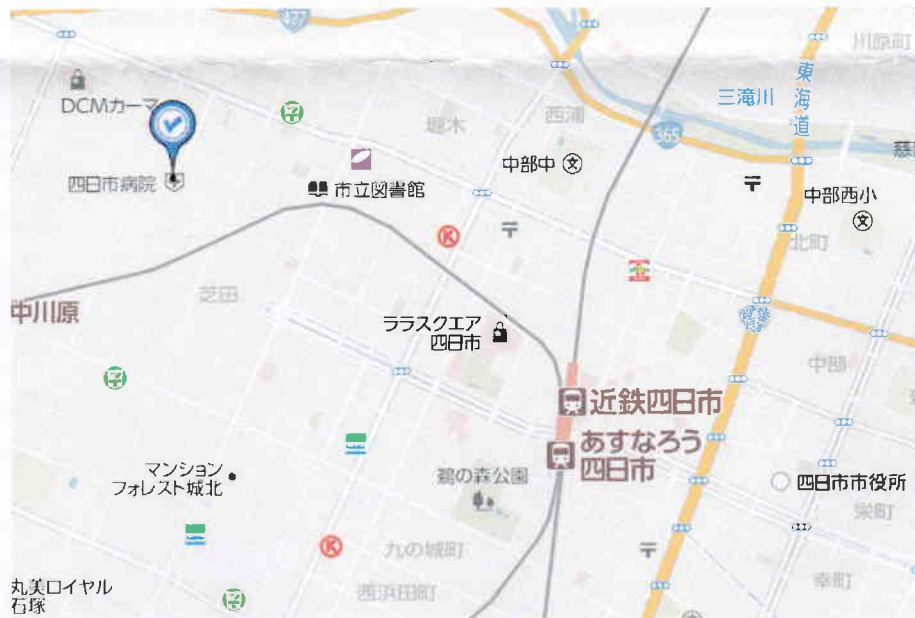 川原町
東海道
三滝川
DCMカーマ
堀木
西浦
365
四日市病院
市立図書館
中部中
文
〒
中部西小
文
K
〒
北町
芝田
中川原
ララスクエア
四日市
中部
近鉄四日市
あすなろう
四日市
マンション
フォレスト城北
鵜の森公園
四日市市役所
栄町
K
九の城町
〒
丸美ロイヤル
石塚
西浜田町
幸町